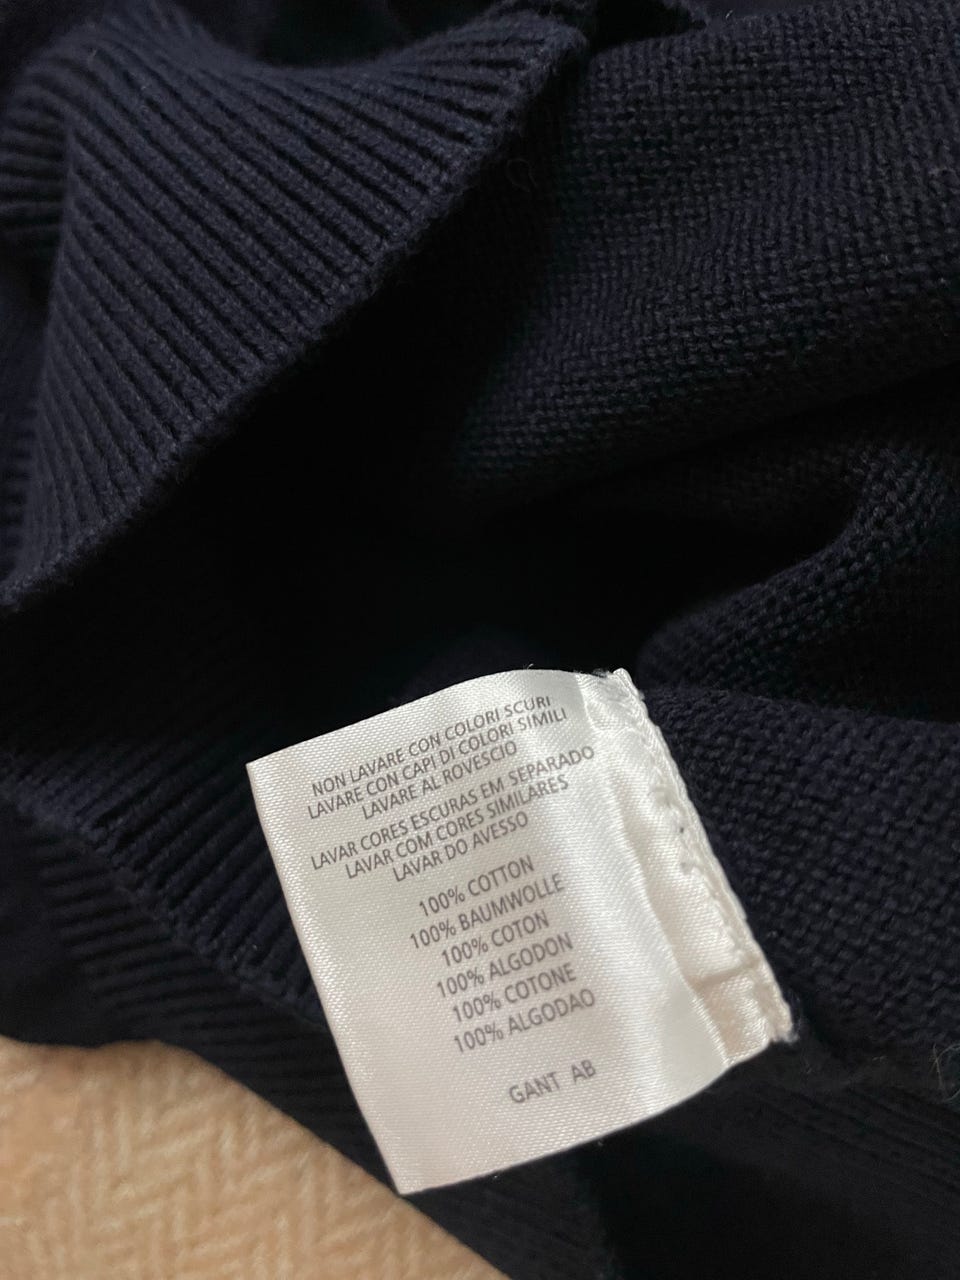 NON LAVARE CON COLORI SCURI
LAVARE CON CAPI DI COLORI SIMILI
LAVARE AL ROVESCIO
LAVAR CORES ESCURAS EM SEPARADO
LAVAR COM CORES SIMILARES
LAVAR DO AVESSO
100% COTTON
100% BAUMWOLLE
100% COTON
100% ALGODON
100% COTONE
100% ALGODAO
GANT AB